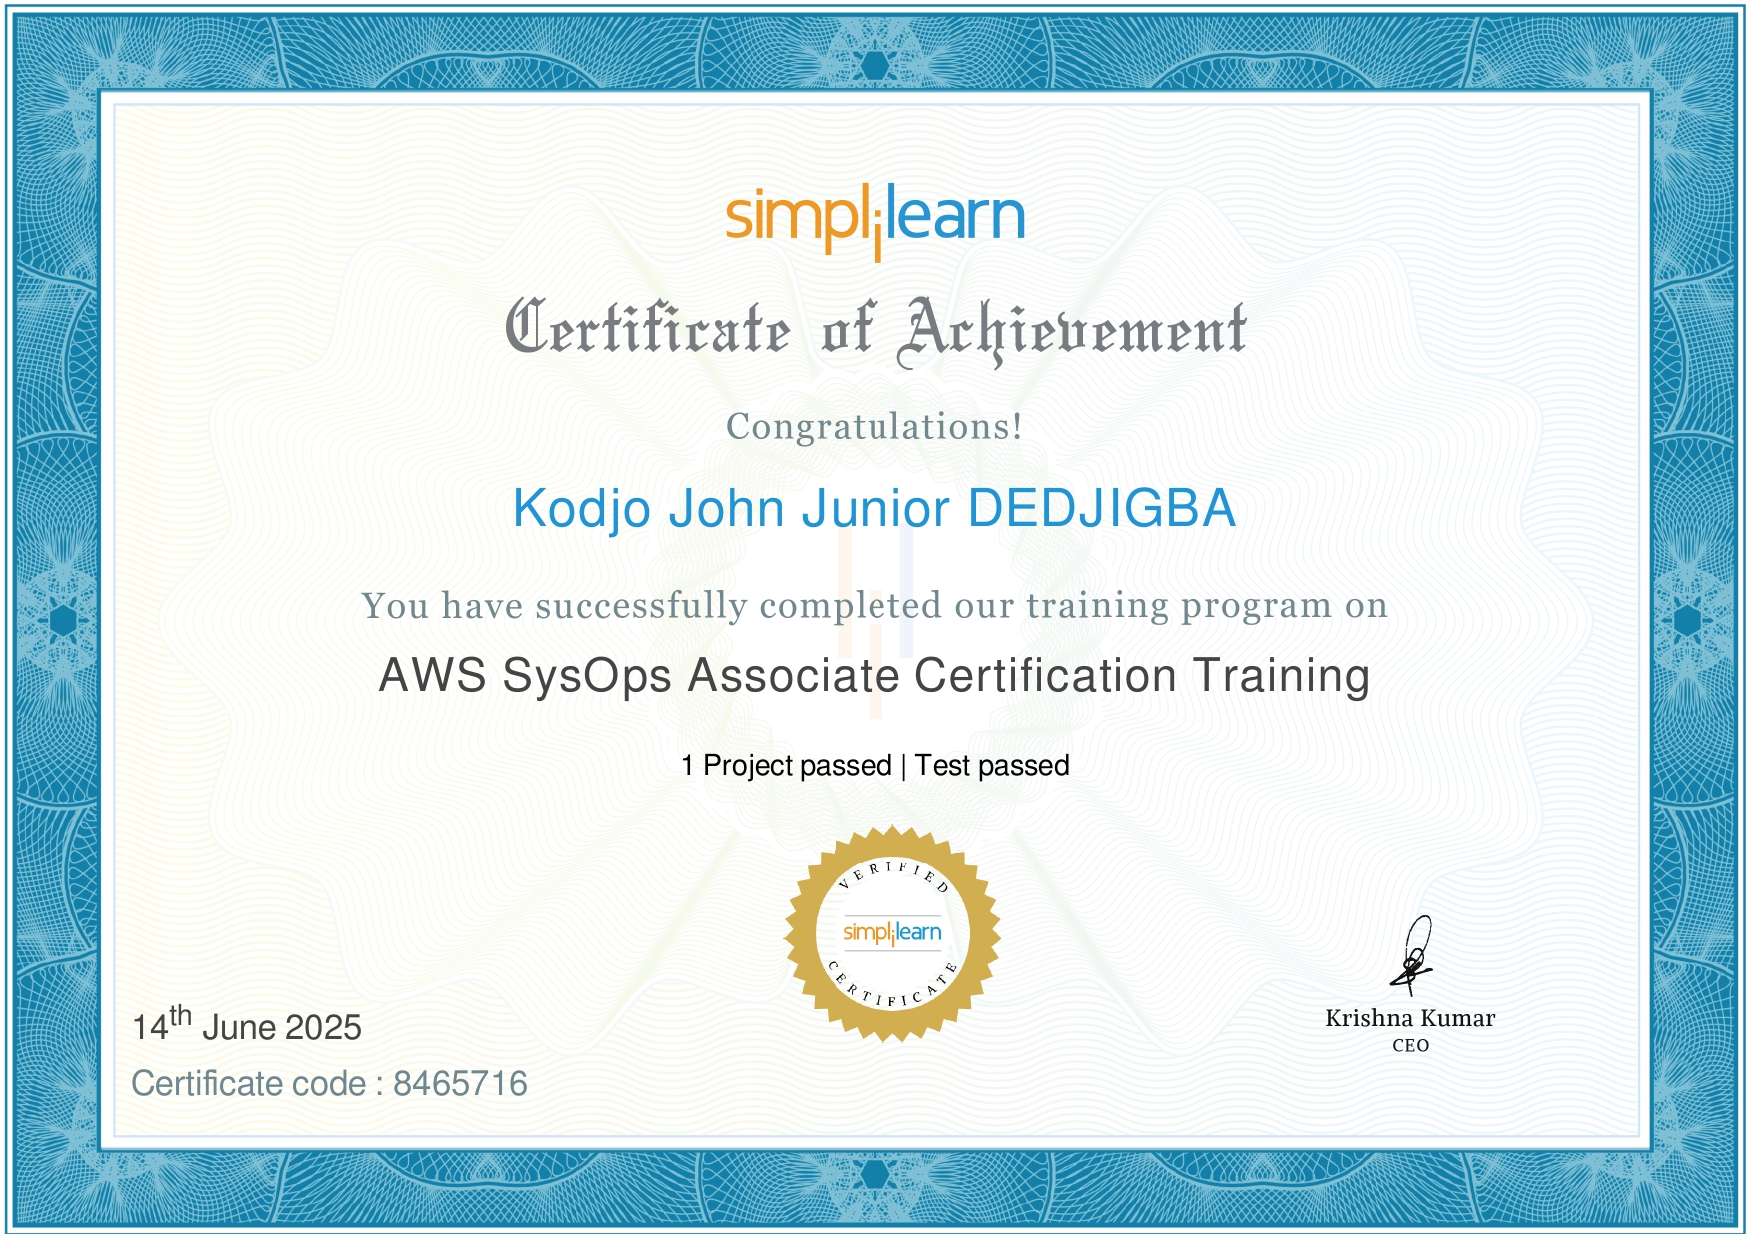 simplilearn
Certificate of Achievement
Congratulations!
Kodjo John Junior DEDJIGBA
You have successfully completed our training program on
AWS SysOps Associate Certification Training
1 Project passed | Test passed
VERIFIED
simplilearn
CERTIFICATE
14th June 2025
Certificate code : 8465716
Krishna Kumar
CEO